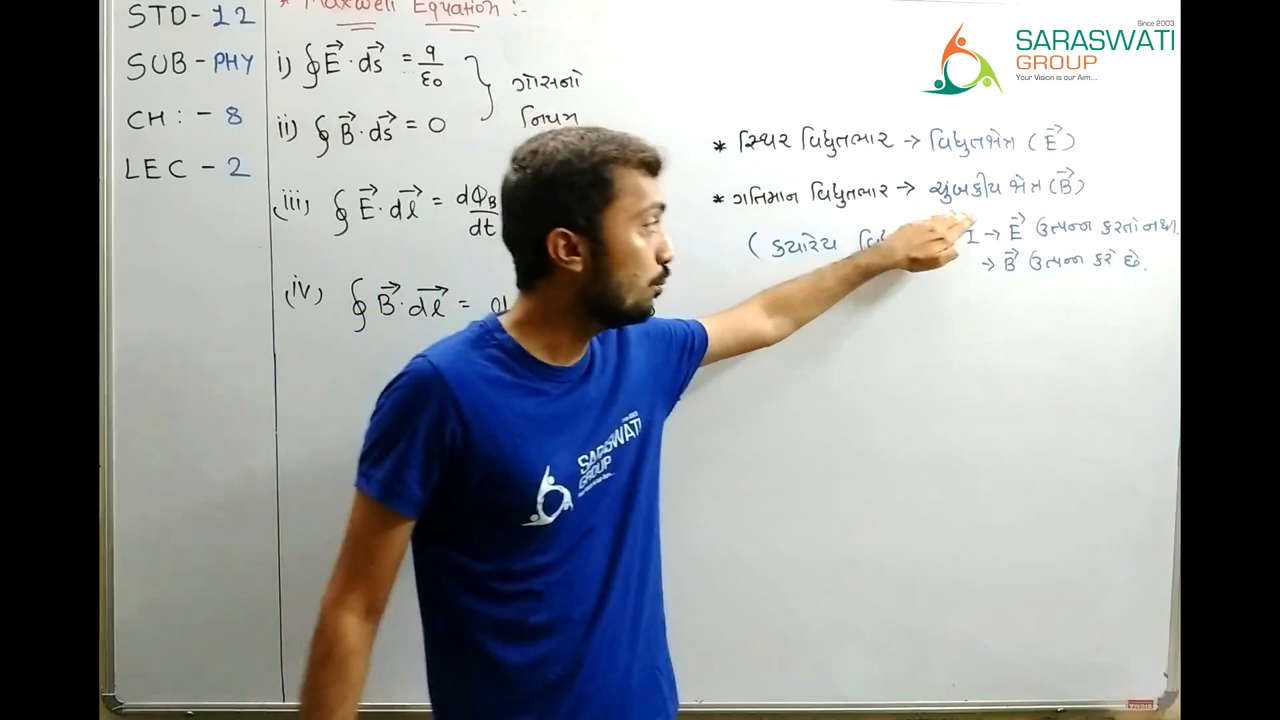 STD-12
SUB-PHY
CH:-8
LEC-2
* Maxwell Equation :-
i) ∮E⃗·ds⃗ = q/ε₀
ii) ∮B⃗·ds⃗ = 0
ગૌસનો
નિયમ
iii) ∮E⃗·dl⃗ = dΦ_B/dt
(iv) ∮B⃗·dl⃗ =
* સ્થિર વિદ્યુતભાર → વિદ્યુતક્ષેત્ર (E⃗)
* ગતિમાન વિદ્યુતભાર → ચુંબકીય ક્ષેત્ર (B⃗)
(ક્યારેય I → E⃗ ઉત્પન્ન કરતો નથી.
→ B⃗ ઉત્પન્ન કરે છે.
Since 2003
SARASWATI
GROUP
Your Vision is our Aim...
SARASWATI
GROUP